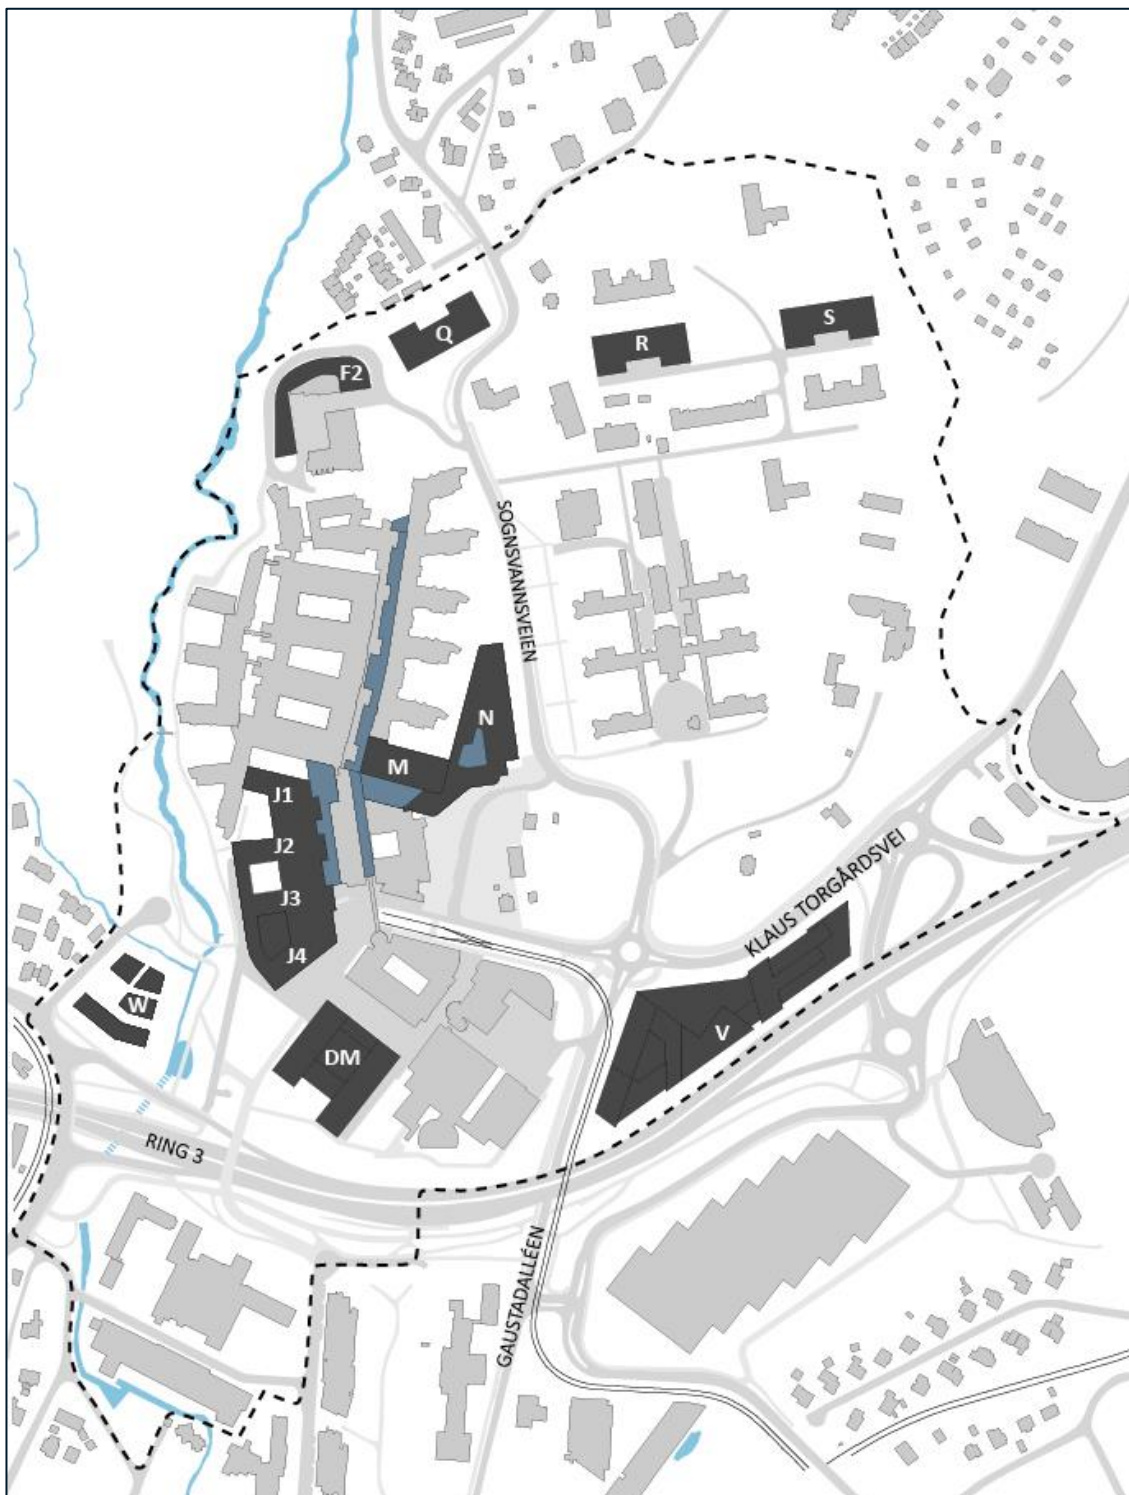 S
Q
R
F2
SOGNSVANNSVEIEN
N
M
J1
J2
J3
J4
KLAUS TORGÅRDSVEI
W
V
DM
RING 3
GAUSTADALLÉEN